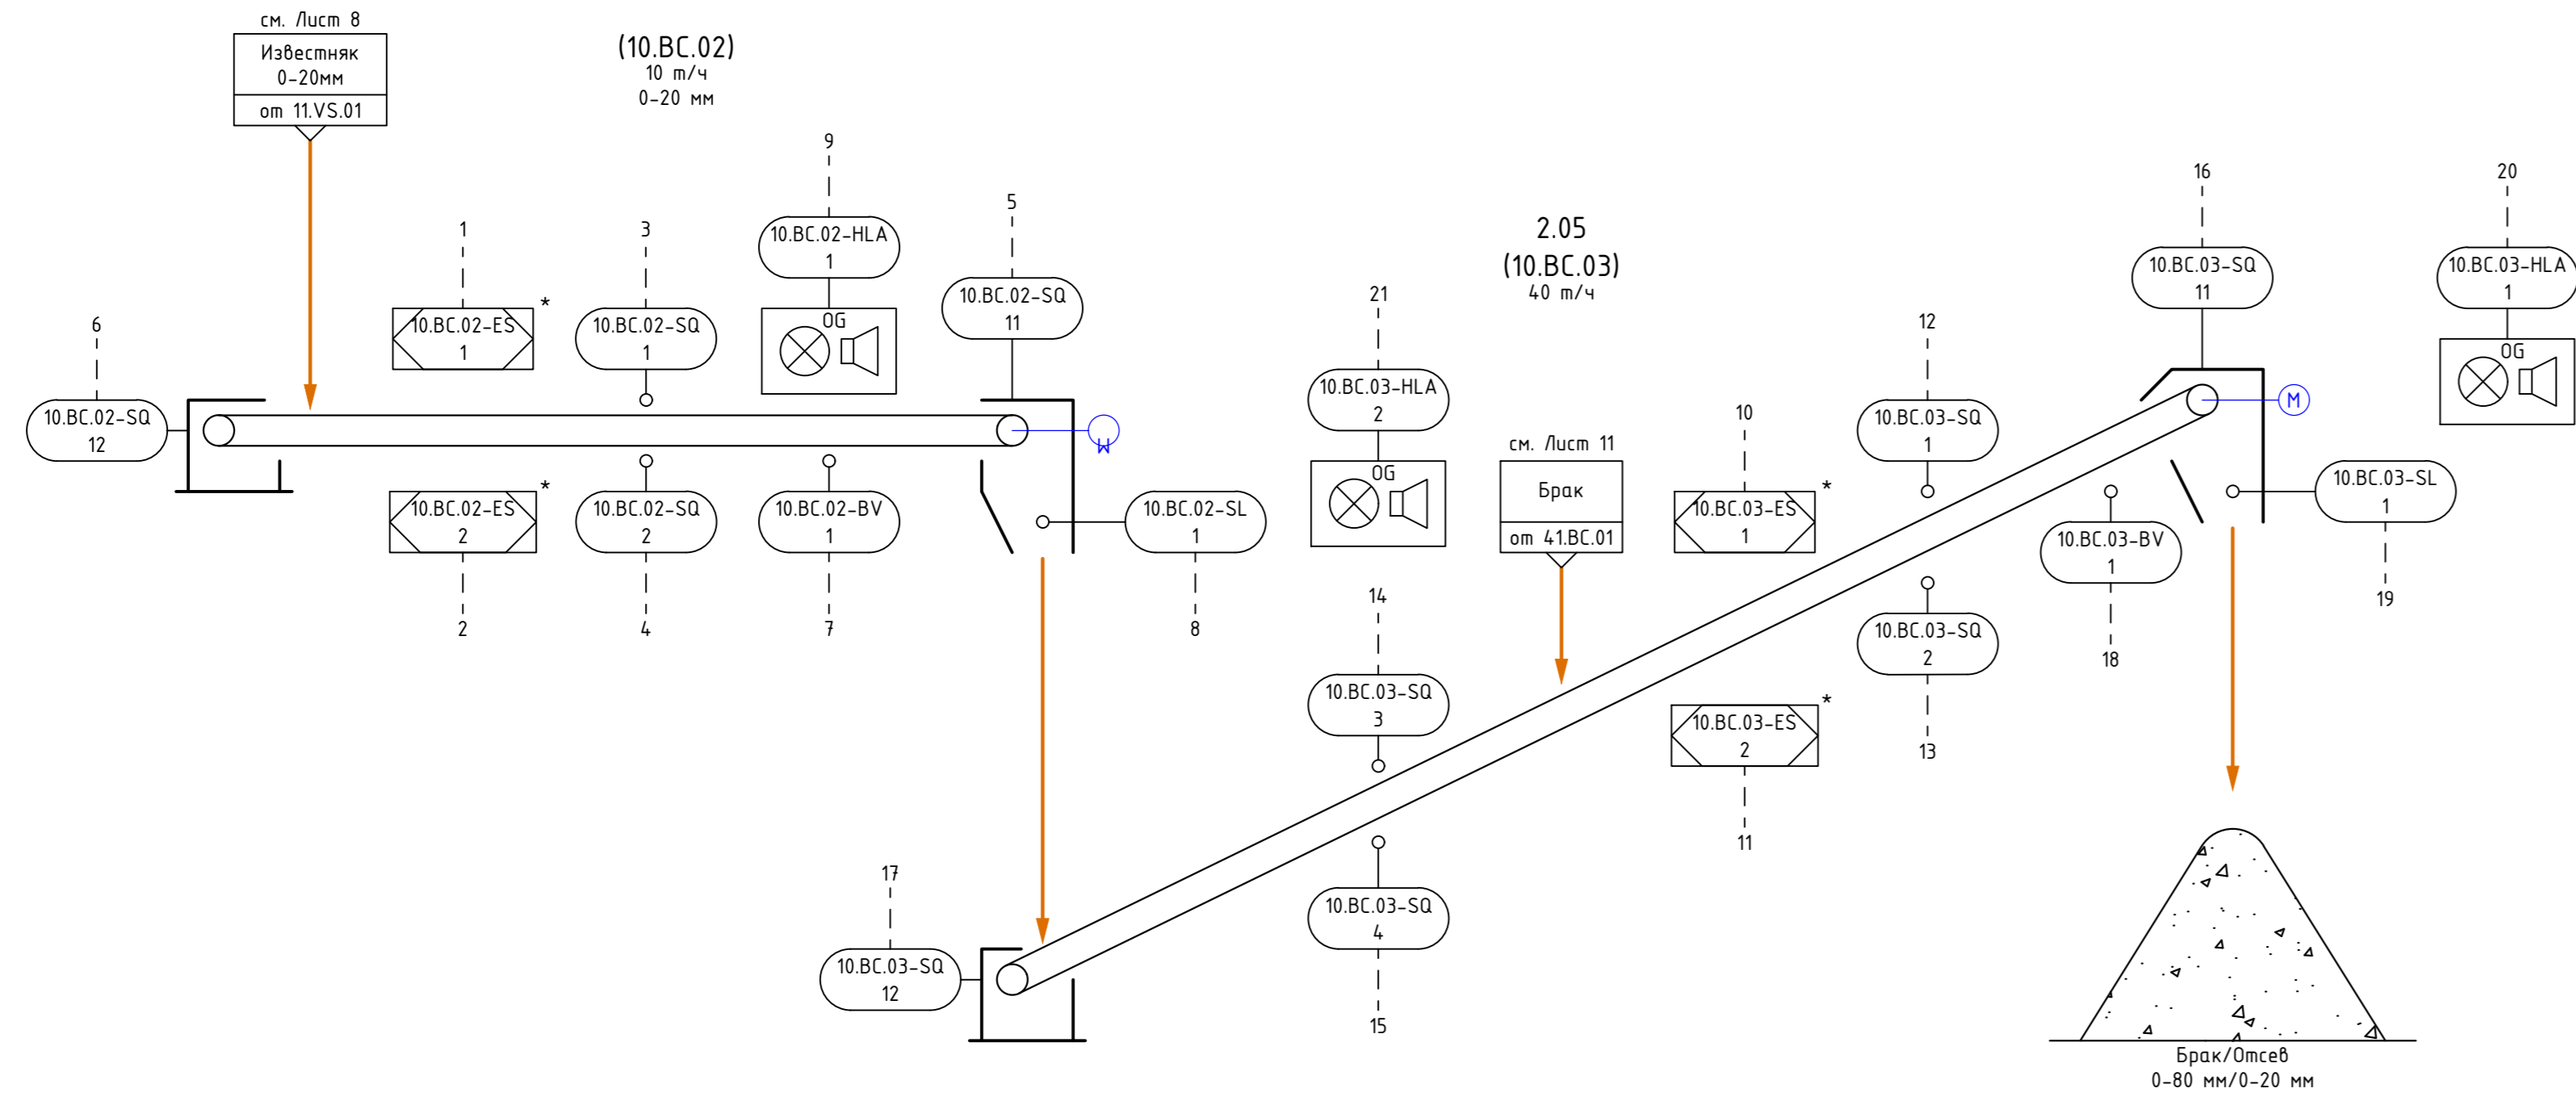 см. Лист 8
Известняк
0-20мм
от 11.VS.01
(10.BC.02)
10 т/ч
0-20 мм
9
10.BC.02-HLA
1
OG
1
10.BC.02-ES
1
*
3
10.BC.02-SQ
1
5
10.BC.02-SQ
11
6
10.BC.02-SQ
12
M
10.BC.02-ES
2
*
2
10.BC.02-SQ
2
4
10.BC.02-BV
1
7
10.BC.02-SL
1
8
2.05
(10.BC.03)
40 т/ч
21
10.BC.03-HLA
2
OG
см. Лист 11
Брак
от 41.BC.01
10
10.BC.03-ES
1
*
12
10.BC.03-SQ
1
16
10.BC.03-SQ
11
20
10.BC.03-HLA
1
OG
M
10.BC.03-SL
1
19
10.BC.03-BV
1
18
10.BC.03-SQ
2
13
10.BC.03-ES
2
*
11
14
10.BC.03-SQ
3
10.BC.03-SQ
4
15
17
10.BC.03-SQ
12
Брак/Отсев
0-80 мм/0-20 мм